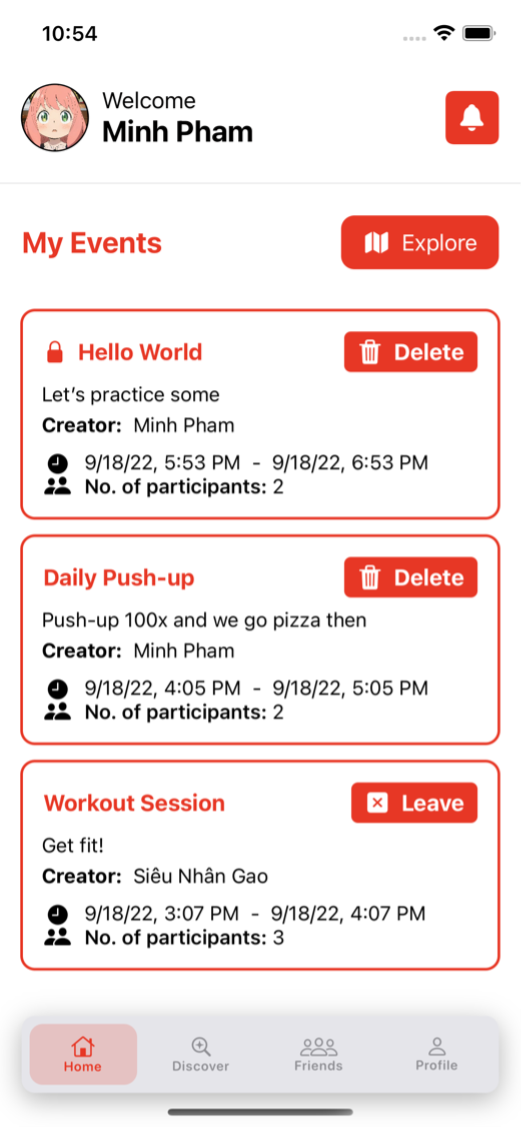 10:54
Welcome
Minh Pham
My Events
Explore
Hello World
Delete
Let's practice some
Creator: Minh Pham
9/18/22, 5:53 PM - 9/18/22, 6:53 PM
No. of participants: 2
Daily Push-up
Delete
Push-up 100x and we go pizza then
Creator: Minh Pham
9/18/22, 4:05 PM - 9/18/22, 5:05 PM
No. of participants: 2
Workout Session
Leave
Get fit!
Creator: Siêu Nhân Gao
9/18/22, 3:07 PM - 9/18/22, 4:07 PM
No. of participants: 3
Home
Discover
Friends
Profile